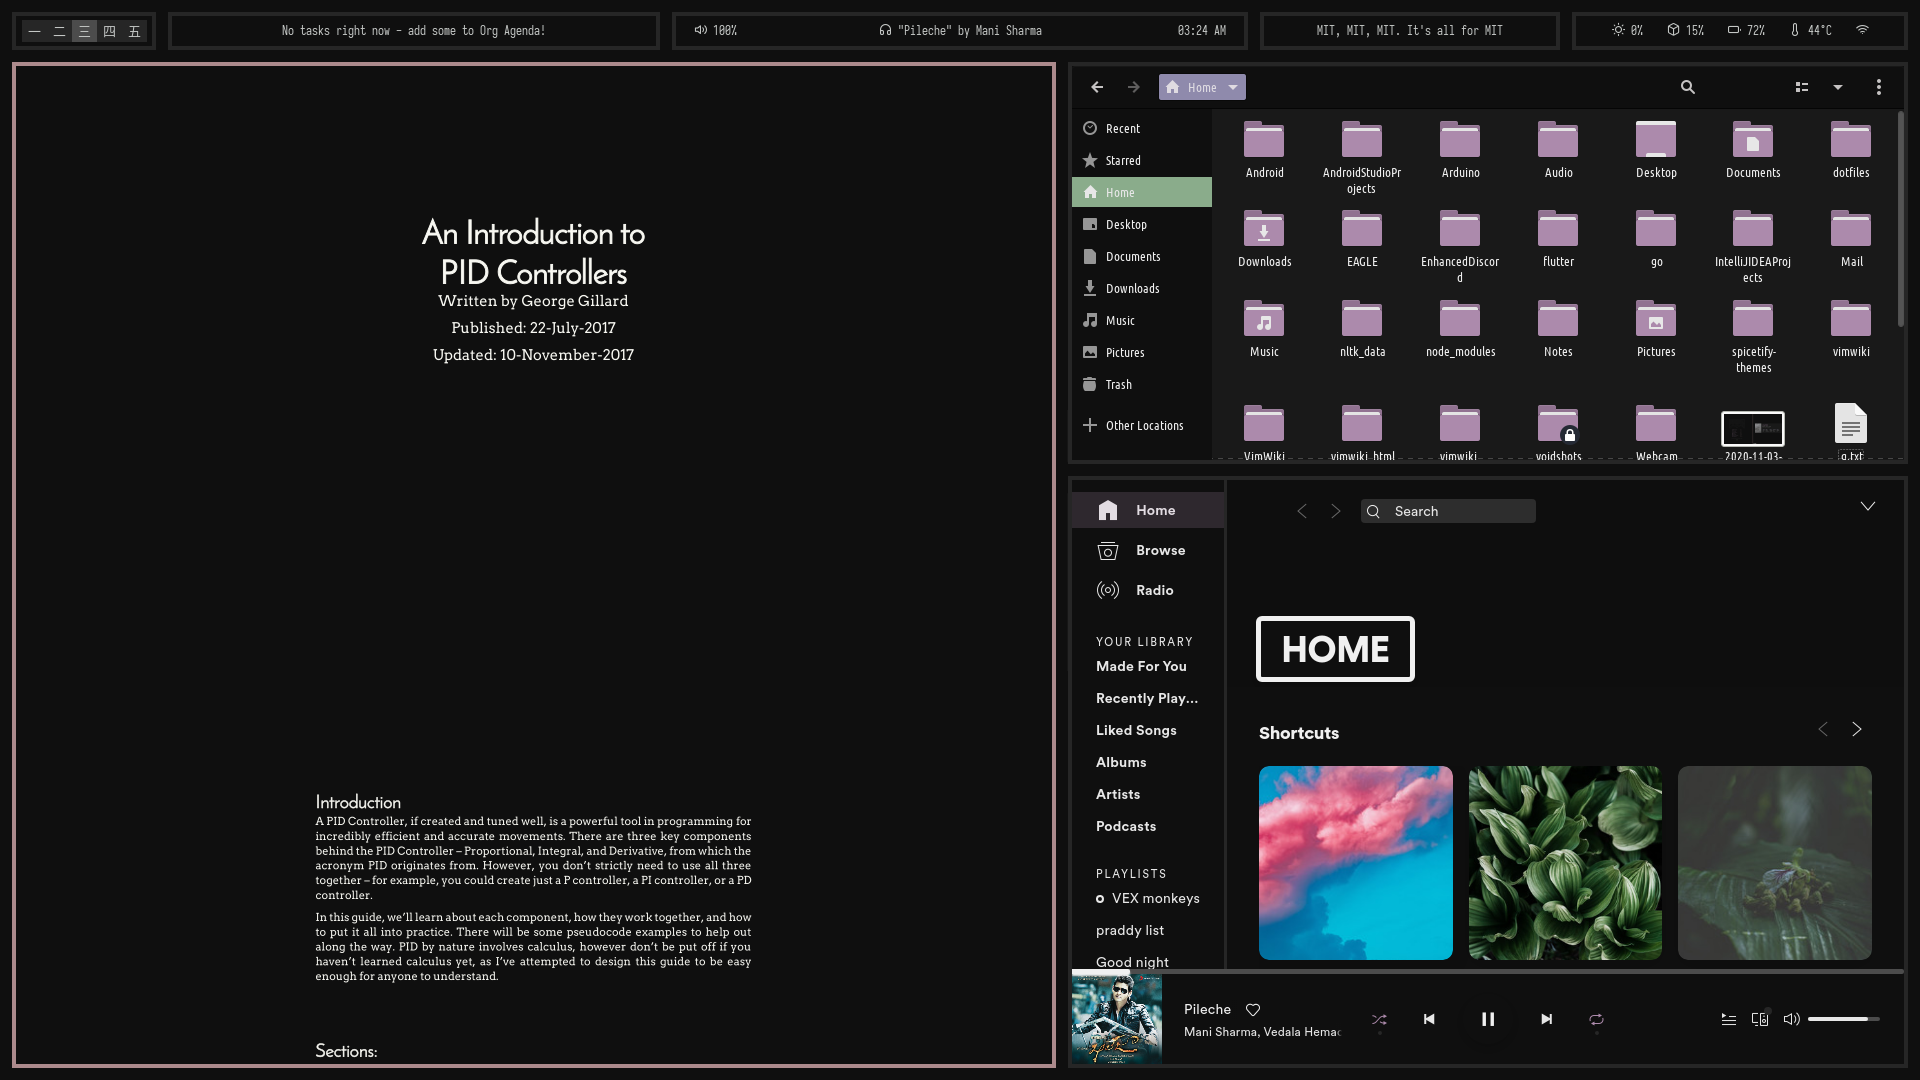 一 二 三 四 五
No tasks right now - add some to Org Agenda!
100%
"Pileche" by Mani Sharma
03:24 AM
MIT, MIT, MIT. It's all for MIT
0% 15% 72% 44°C
An Introduction to
PID Controllers
Written by George Gillard
Published: 22-July-2017
Updated: 10-November-2017
Introduction
A PID Controller, if created and tuned well, is a powerful tool in programming for
incredibly efficient and accurate movements. There are three key components
behind the PID Controller – Proportional, Integral, and Derivative, from which the
acronym PID originates from. However, you don’t strictly need to use all three
together – for example, you could create just a P controller, a PI controller, or a PD
controller.
In this guide, we’ll learn about each component, how they work together, and how
to put it all into practice. There will be some pseudocode examples to help out
along the way. PID by nature involves calculus, however don’t be put off if you
haven’t learned calculus yet, as I’ve attempted to design this guide to be easy
enough for anyone to understand.
Sections:
Home
Recent
Starred
Home
Desktop
Documents
Downloads
Music
Pictures
Trash
Other Locations
Android
AndroidStudioPr
ojects
Arduino
Audio
Desktop
Documents
dotfiles
Downloads
EAGLE
EnhancedDiscor
d
flutter
go
IntelliJIDEAProj
ects
Mail
Music
nltk_data
node_modules
Notes
Pictures
spicetify-
themes
vimwiki
VimWiki
vimwiki_html
vimwiki
voidshots
Webcam
2020-11-03-
g.txt
Home
Browse
Radio
YOUR LIBRARY
Made For You
Recently Play...
Liked Songs
Albums
Artists
Podcasts
PLAYLISTS
VEX monkeys
praddy list
Good night
Search
HOME
Shortcuts
Pileche
Mani Sharma, Vedala Hemac